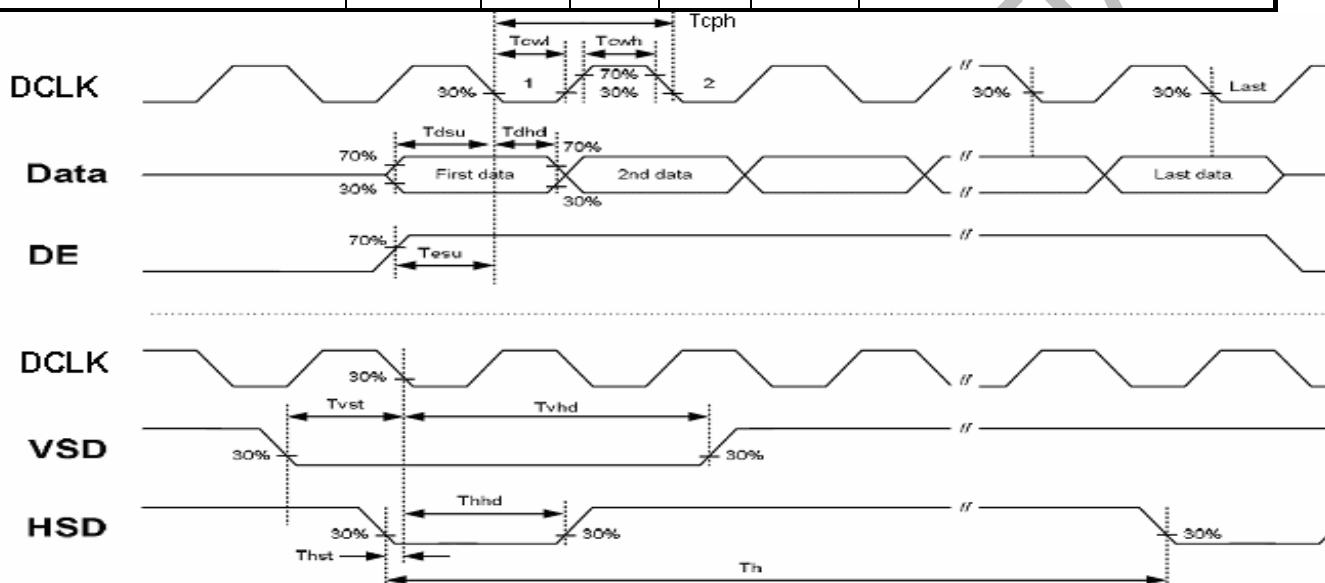 Tcph
Tcwl Tcwh
DCLK 30% 1 70% 30% 2 // 30% 30% Last
Tdsu Tdhd
Data 70% 30% First data 70% 30% 2nd data // // Last data
DE 70% Tesu //
DCLK 30% //
Tvst Tvhd
VSD 30% 30% //
Thhd
HSD 30% 30% // 30%
Thst
Th